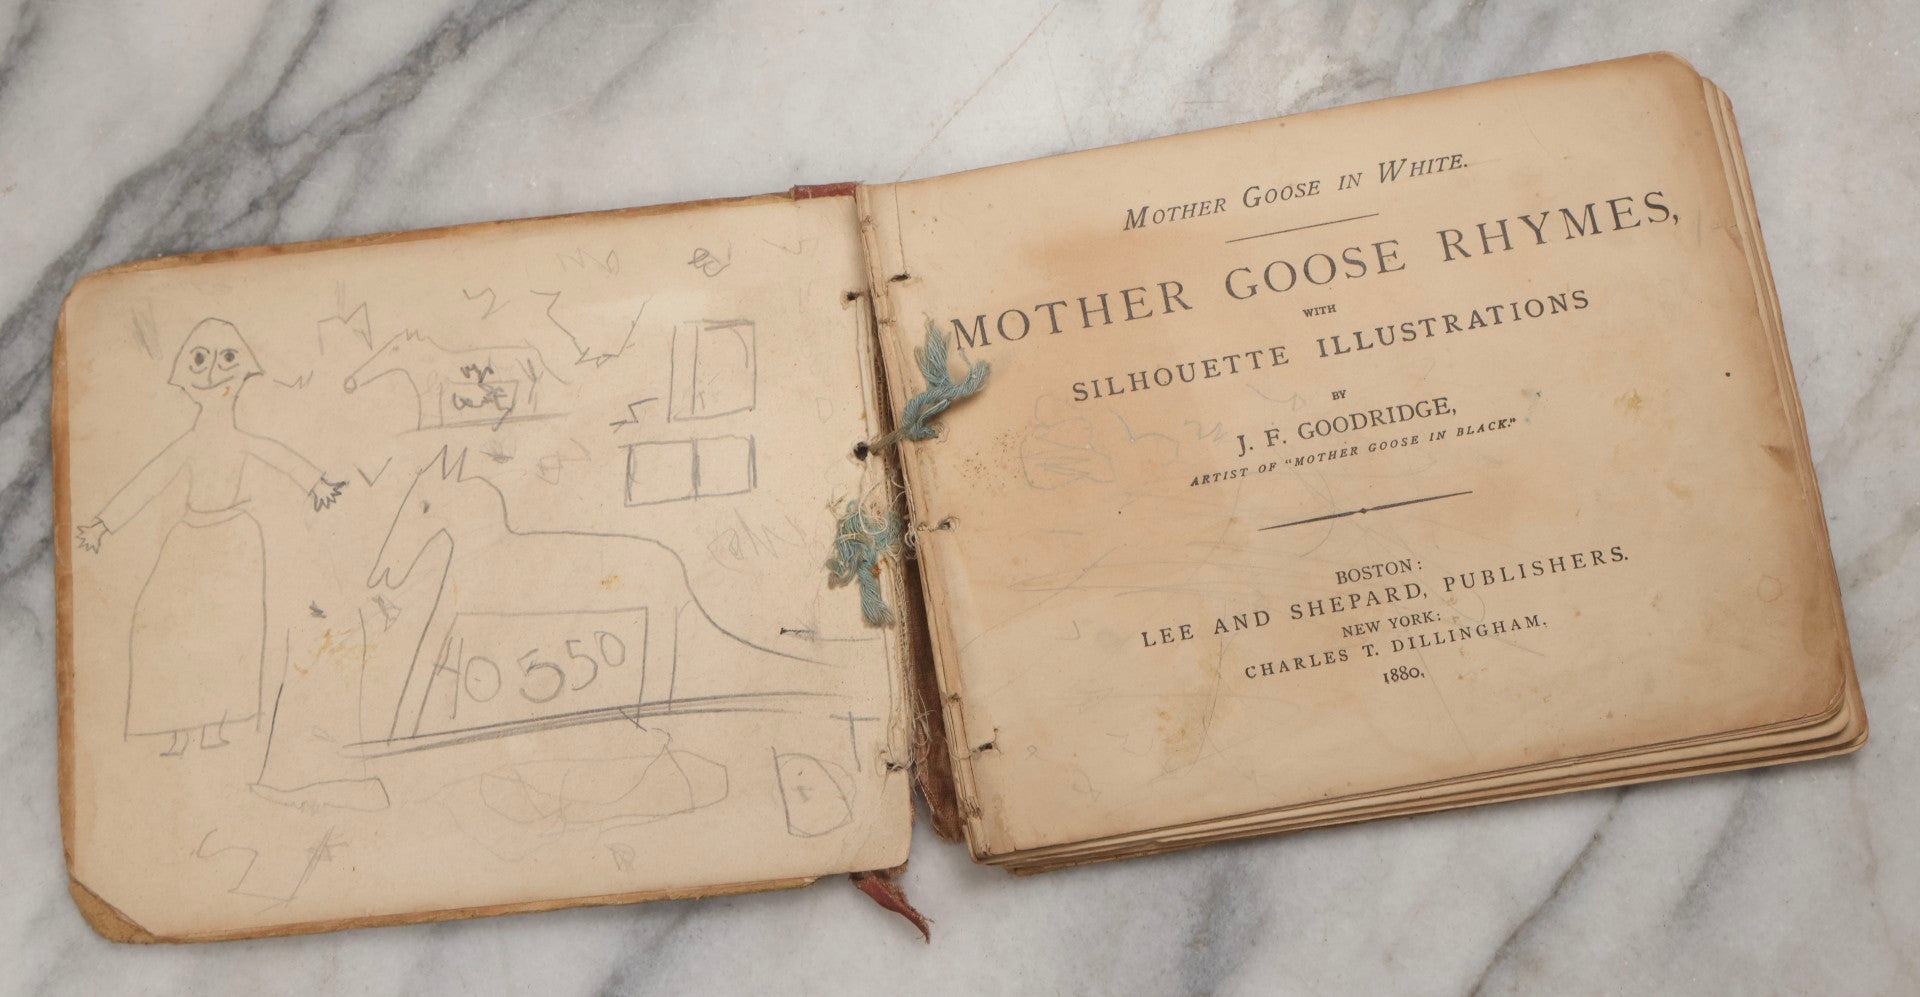 40 550
MOTHER GOOSE IN WHITE.
MOTHER GOOSE RHYMES,
WITH
SILHOUETTE ILLUSTRATIONS
BY
J. F. GOODRIDGE,
ARTIST OF "MOTHER GOOSE IN BLACK."
BOSTON:
LEE AND SHEPARD, PUBLISHERS.
NEW YORK:
CHARLES T. DILLINGHAM.
1880.